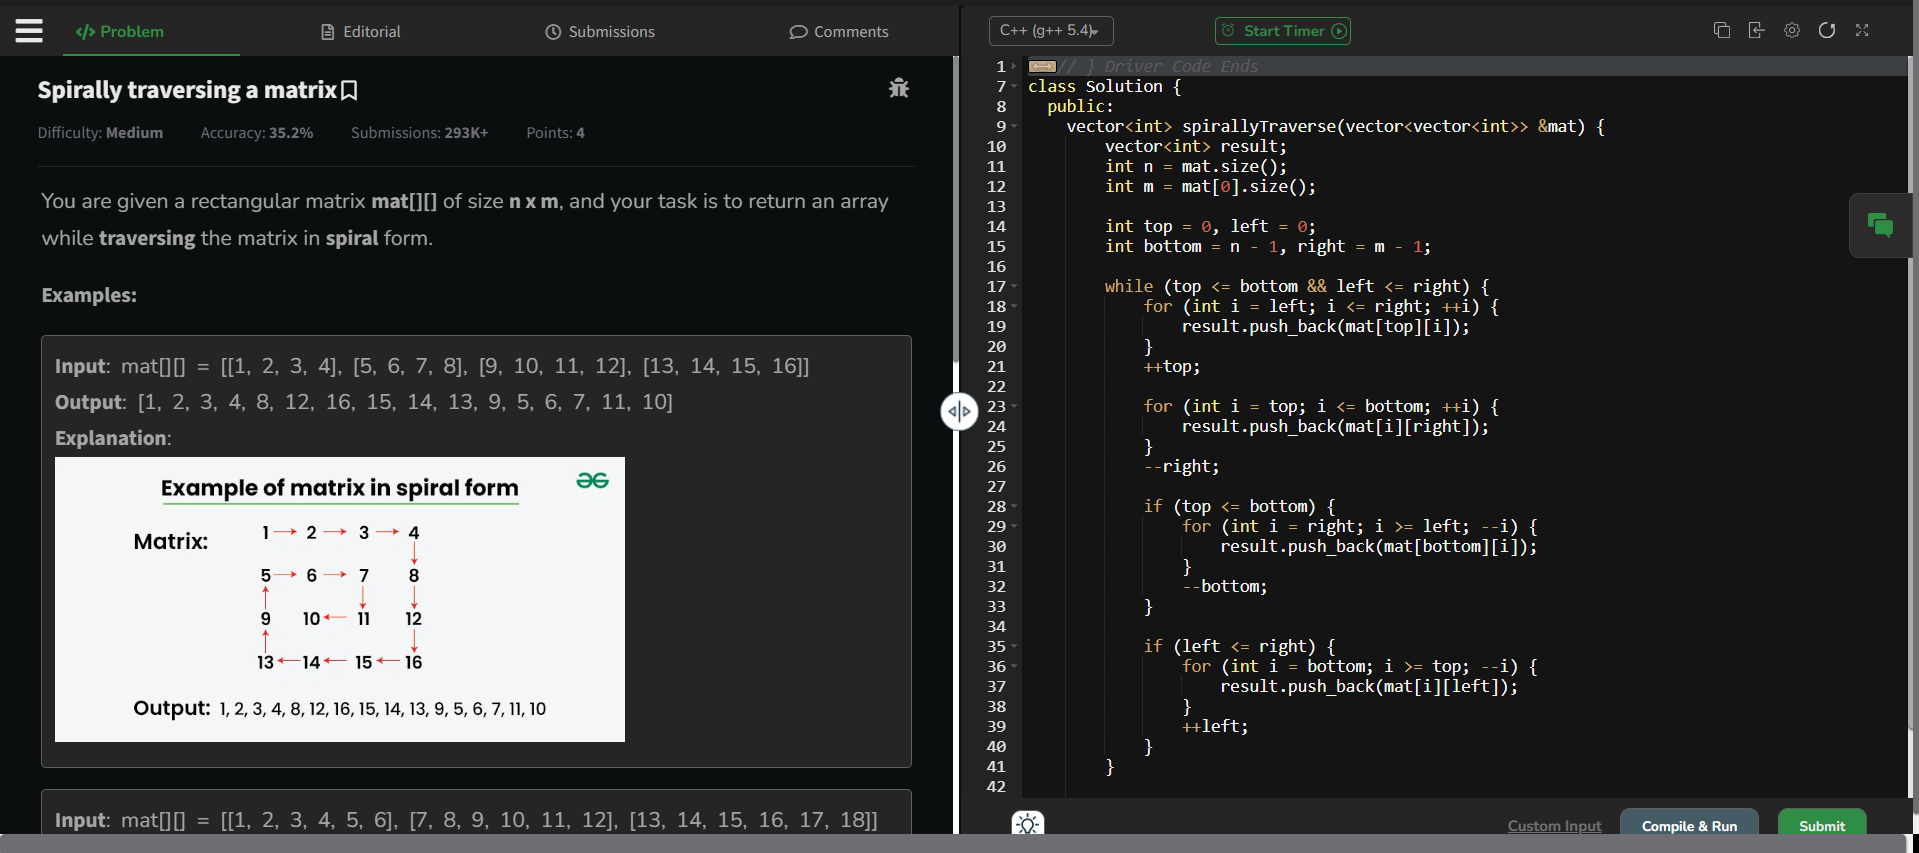 Problem
Editorial
Submissions
Comments
Spirally traversing a matrix
Difficulty: Medium Accuracy: 35.2% Submissions: 293K+ Points: 4
You are given a rectangular matrix mat[][] of size n x m, and your task is to return an array
while traversing the matrix in spiral form.
Examples:
Input: mat[][] = [[1, 2, 3, 4], [5, 6, 7, 8], [9, 10, 11, 12], [13, 14, 15, 16]]
Output: [1, 2, 3, 4, 8, 12, 16, 15, 14, 13, 9, 5, 6, 7, 11, 10]
Explanation:
Example of matrix in spiral form
Matrix:
1 2 3 4
5 6 7 8
9 10 11 12
13 14 15 16
Output: 1, 2, 3, 4, 8, 12, 16, 15, 14, 13, 9, 5, 6, 7, 11, 10
Input: mat[][] = [[1, 2, 3, 4, 5, 6], [7, 8, 9, 10, 11, 12], [13, 14, 15, 16, 17, 18]]
C++ (g++ 5.4)
Start Timer
1 // } Driver Code Ends
7 class Solution {
8 public:
9 vector<int> spirallyTraverse(vector<vector<int>> &mat) {
10 vector<int> result;
11 int n = mat.size();
12 int m = mat[0].size();
13
14 int top = 0, left = 0;
15 int bottom = n - 1, right = m - 1;
16
17 while (top <= bottom && left <= right) {
18 for (int i = left; i <= right; ++i) {
19 result.push_back(mat[top][i]);
20 }
21 ++top;
22
23 for (int i = top; i <= bottom; ++i) {
24 result.push_back(mat[i][right]);
25 }
26 --right;
27
28 if (top <= bottom) {
29 for (int i = right; i >= left; --i) {
30 result.push_back(mat[bottom][i]);
31 }
32 --bottom;
33 }
34
35 if (left <= right) {
36 for (int i = bottom; i >= top; --i) {
37 result.push_back(mat[i][left]);
38 }
39 ++left;
40 }
41 }
42
Custom Input
Compile & Run
Submit